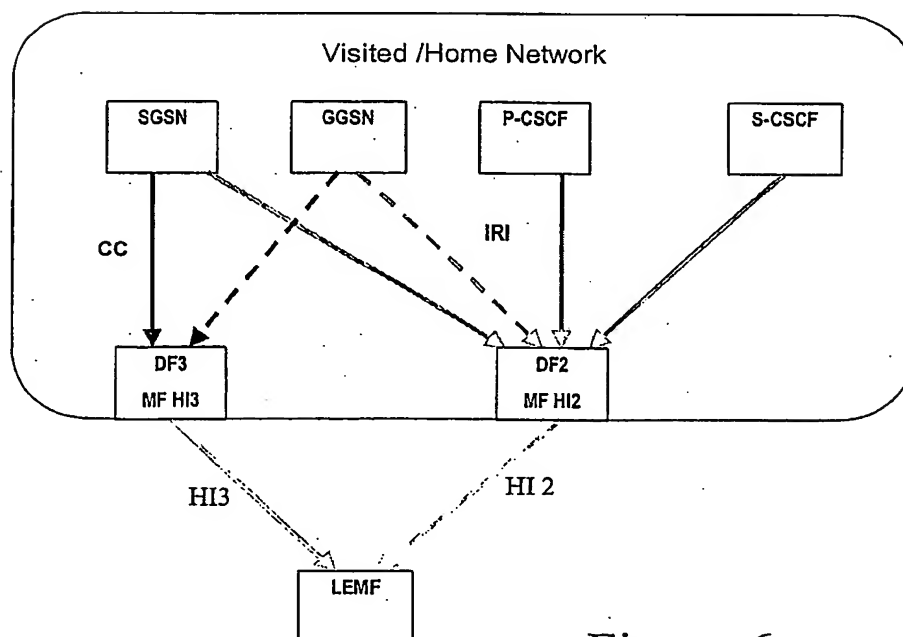 Visited /Home Network
SGSN
GGSN
P-CSCF
S-CSCF
CC
IRI
DF3
MF HI3
DF2
MF HI2
HI3
HI 2
LEMF